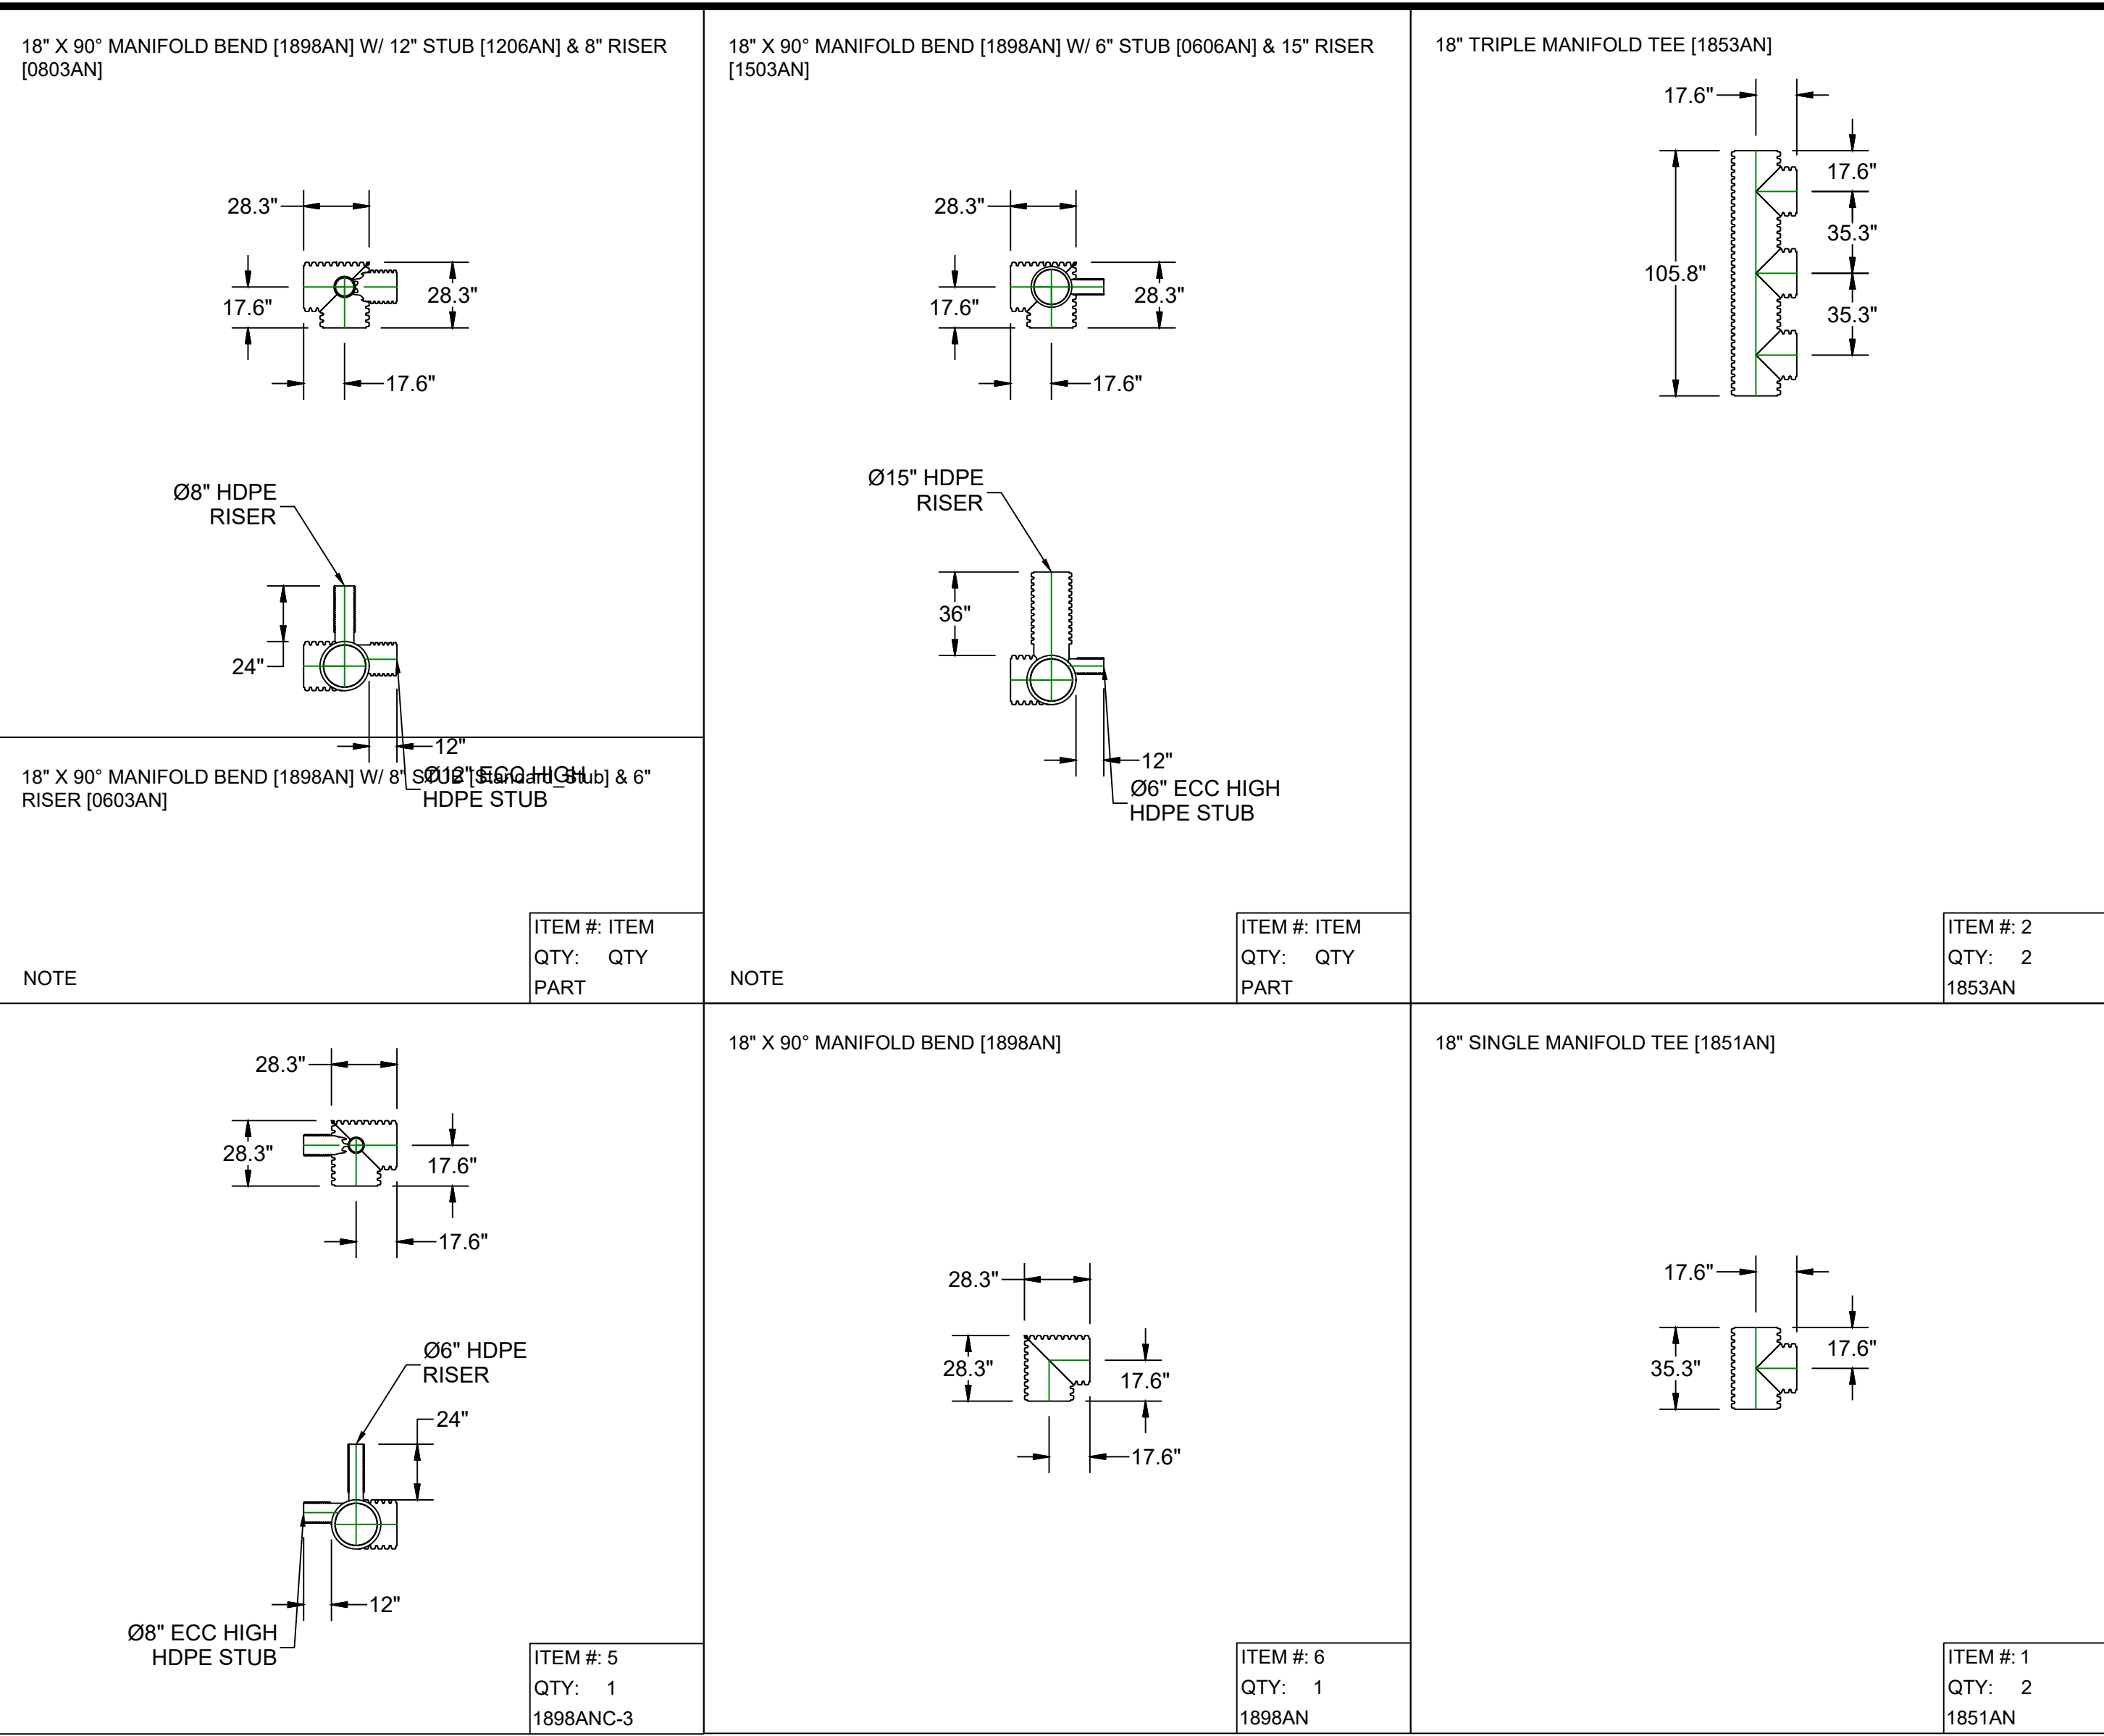 18" X 90° MANIFOLD BEND [1898AN] W/ 12" STUB [1206AN] & 8" RISER
[0803AN]
28.3"
17.6"
28.3"
17.6"
Ø8" HDPE
RISER
24"
12"
Ø12" ECC HIGH
HDPE STUB
18" X 90° MANIFOLD BEND [1898AN] W/ 8" STUB [Standard_Stub] & 6"
RISER [0603AN]
NOTE
ITEM #: ITEM
QTY: QTY
PART
18" X 90° MANIFOLD BEND [1898AN] W/ 6" STUB [0606AN] & 15" RISER
[1503AN]
28.3"
17.6"
28.3"
17.6"
Ø15" HDPE
RISER
36"
12"
Ø6" ECC HIGH
HDPE STUB
NOTE
ITEM #: ITEM
QTY: QTY
PART
18" TRIPLE MANIFOLD TEE [1853AN]
17.6"
17.6"
35.3"
105.8"
35.3"
ITEM #: 2
QTY: 2
1853AN
28.3"
28.3"
17.6"
17.6"
Ø6" HDPE
RISER
24"
12"
Ø8" ECC HIGH
HDPE STUB
ITEM #: 5
QTY: 1
1898ANC-3
18" X 90° MANIFOLD BEND [1898AN]
28.3"
28.3"
17.6"
17.6"
ITEM #: 6
QTY: 1
1898AN
18" SINGLE MANIFOLD TEE [1851AN]
17.6"
17.6"
35.3"
ITEM #: 1
QTY: 2
1851AN